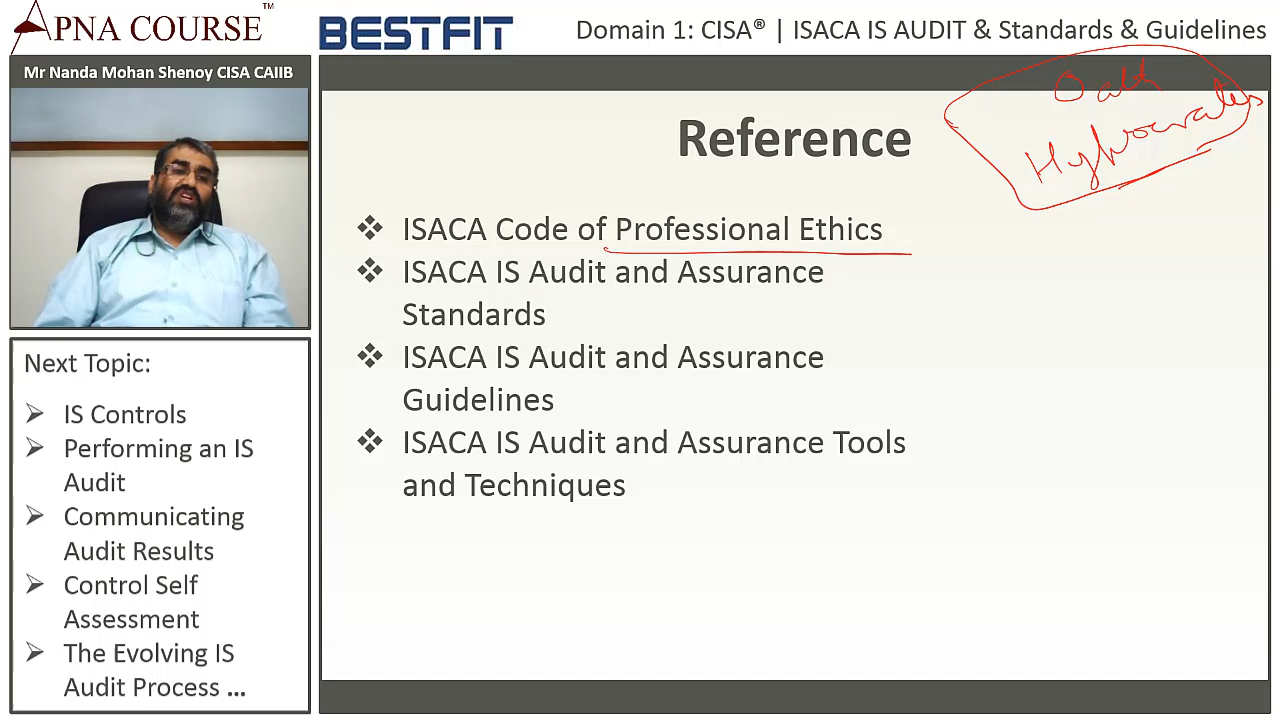 APNA COURSE™
BESTFIT
Domain 1: CISA® | ISACA IS AUDIT & Standards & Guidelines
Mr Nanda Mohan Shenoy CISA CAIIB
Oath
Reference
ISACA Code of Professional Ethics
ISACA IS Audit and Assurance
Standards
ISACA IS Audit and Assurance
Guidelines
ISACA IS Audit and Assurance Tools
and Techniques
Next Topic:
IS Controls
Performing an IS
Audit
Communicating
Audit Results
Control Self
Assessment
The Evolving IS
Audit Process ...